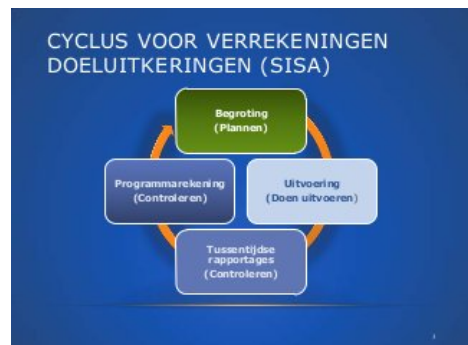 CYCLUS VOOR VERREKENINGEN
DOELUITKERINGEN (SISA)
Begroting
(Plannen)
Programmarekening
(Controleren)
Uitvoering
(Doen uitvoeren)
Tussentijdse
rapportages
(Controleren)